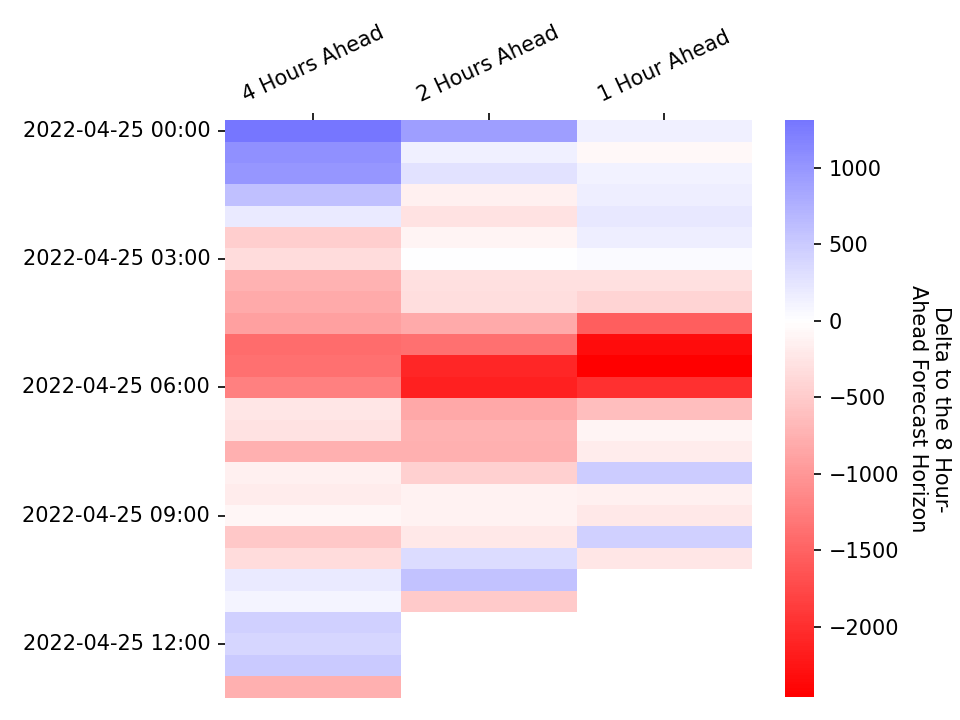 4 Hours Ahead
2 Hours Ahead
1 Hour Ahead
2022-04-25 00:00
2022-04-25 03:00
2022-04-25 06:00
2022-04-25 09:00
2022-04-25 12:00
1000
500
0
−500
−1000
−1500
−2000
Delta to the 8 Hour-
Ahead Forecast Horizon